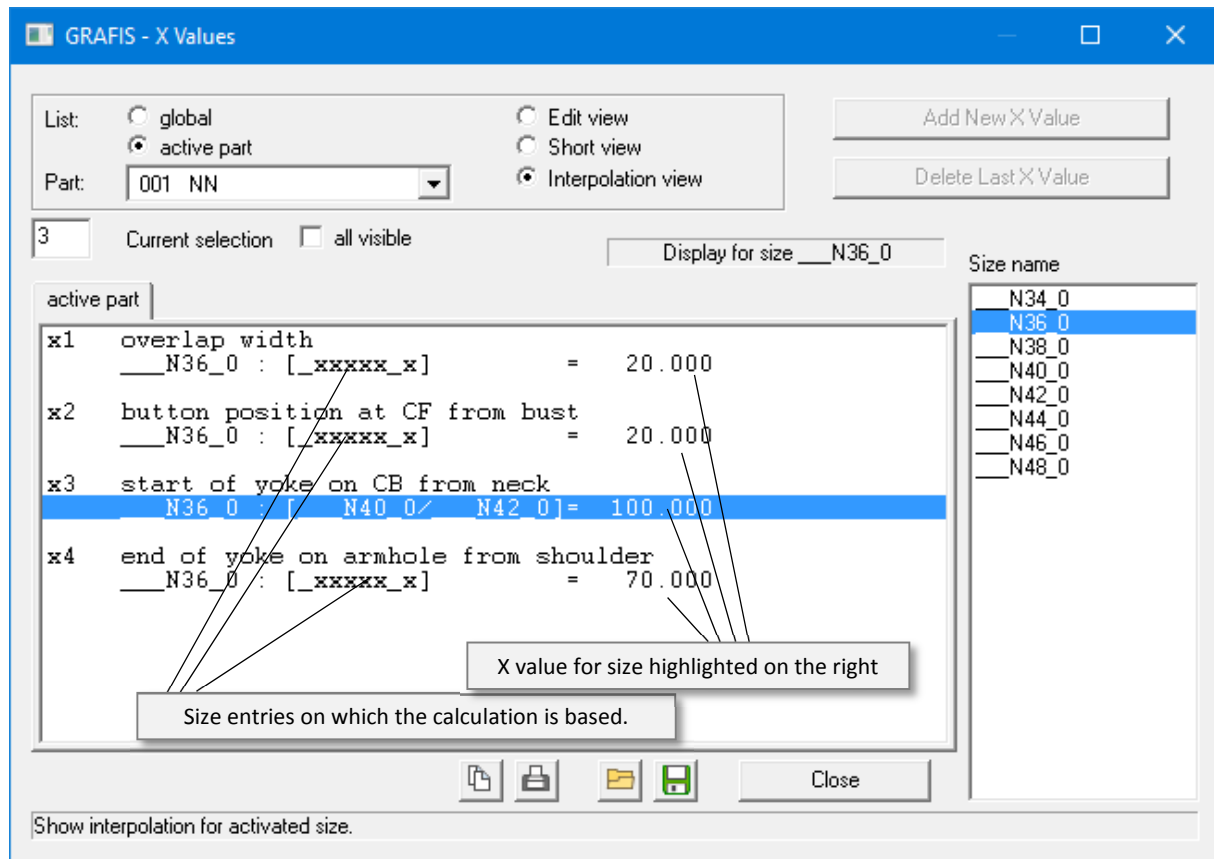 GRAFIS - X Values
List: global Edit view Add New X Value
active part Short view
Part: 001 NN Interpolation view Delete Last X Value
3 Current selection all visible Display for size ___N36_0
Size name
active part
___N34_0
___N36_0
___N38_0
___N40_0
___N42_0
___N44_0
___N46_0
___N48_0
x1 overlap width
___N36_0 : [_xxxxx_x] = 20.000
x2 button position at CF from bust
___N36_0 : [_xxxxx_x] = 20.000
x3 start of yoke on CB from neck
___N36_0 : [___N40_0/___N42_0]= 100.000
x4 end of yoke on armhole from shoulder
___N36_0 : [_xxxxx_x] = 70.000
X value for size highlighted on the right
Size entries on which the calculation is based.
Close
Show interpolation for activated size.